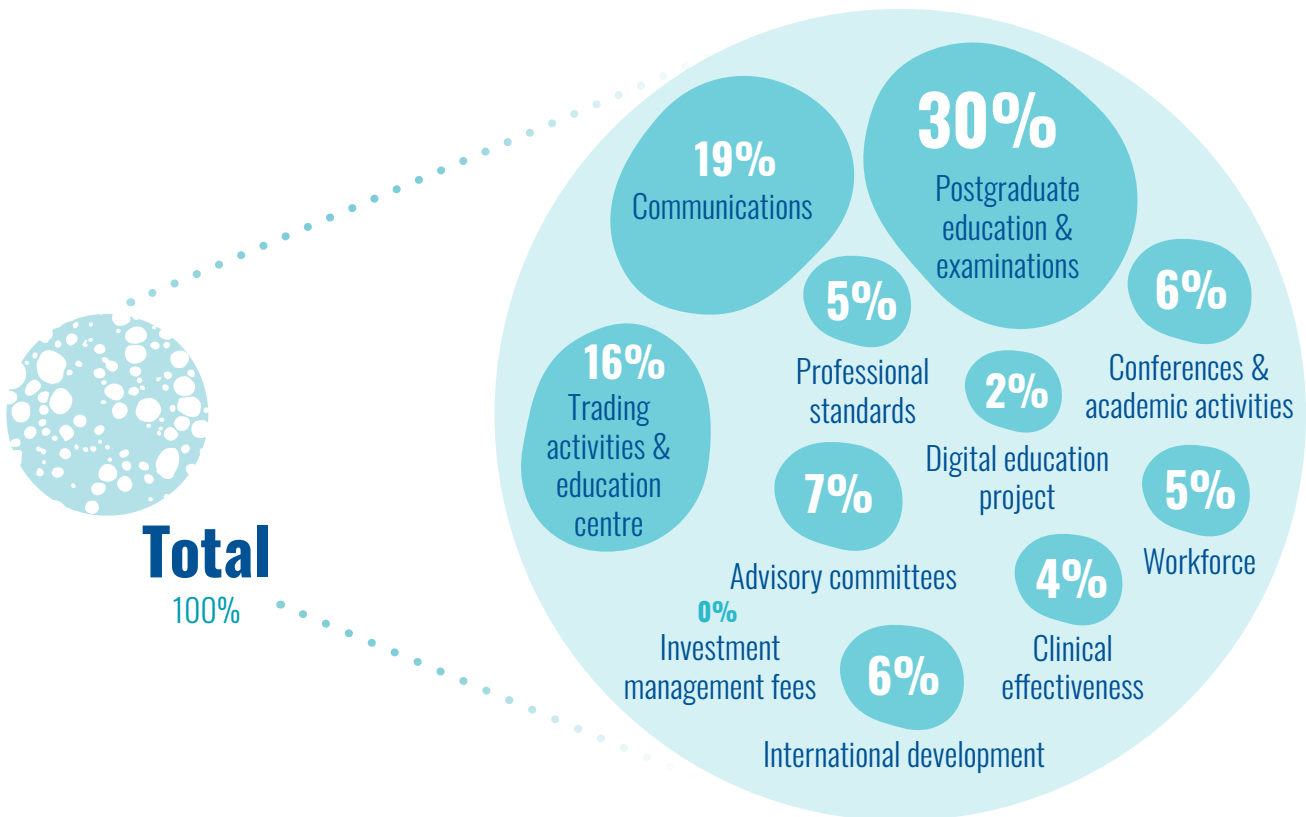 30%
Postgraduate
education &
examinations
19%
Communications
6%
Conferences &
academic activities
5%
Professional
standards
16%
Trading
activities &
education
centre
2%
Digital education
project
5%
Workforce
7%
Advisory committees
4%
Clinical
effectiveness
0%
Investment
management fees
6%
International development
Total
100%